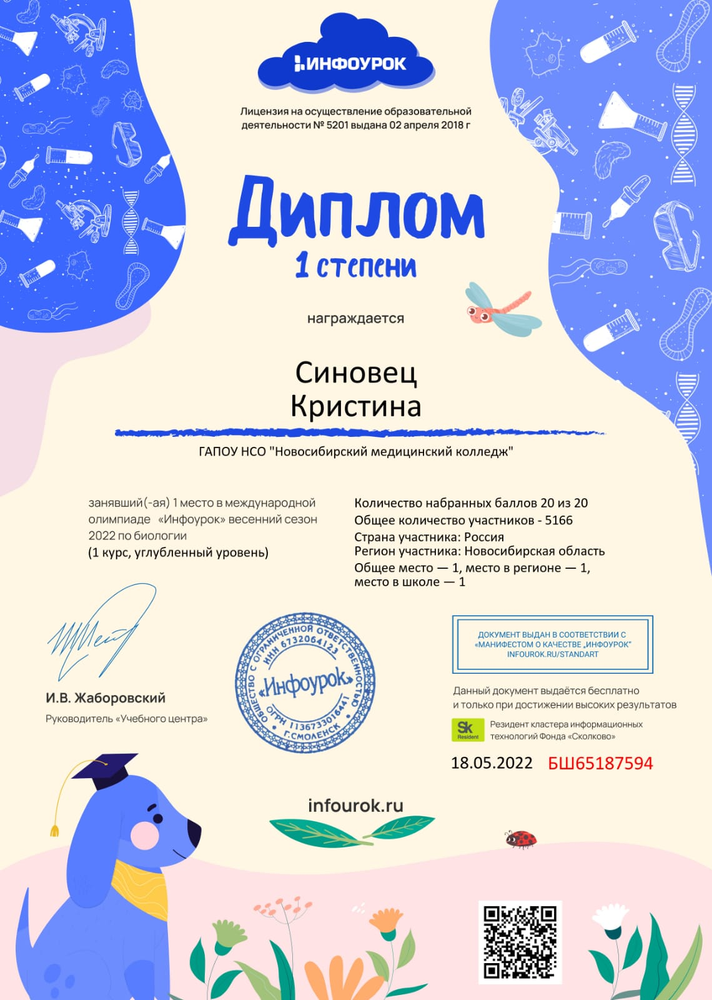 ИНФОУРОК
Лицензия на осуществление образовательной
деятельности № 5201 выдана 02 апреля 2018 г
Диплом
1 степени
награждается
Синовец
Кристина
ГАПОУ НСО "Новосибирский медицинский колледж"
занявший(-ая) 1 место в международной
олимпиаде «Инфоурок» весенний сезон
2022 по биологии
(1 курс, углубленный уровень)
Количество набранных баллов 20 из 20
Общее количество участников - 5166
Страна участника: Россия
Регион участника: Новосибирская область
Общее место — 1, место в регионе — 1,
место в школе — 1
И.В. Жаборовский
Руководитель «Учебного центра»
ОБЩЕСТВО С ОГРАНИЧЕННОЙ ОТВЕТСТВЕННОСТЬЮ
ИНН 6732064123
«Инфоурок»
ОГРН 1136733016441
Г.СМОЛЕНСК
ДОКУМЕНТ ВЫДАН В СООТВЕТСТВИИ С
«МАНИФЕСТОМ О КАЧЕСТВЕ „ИНФОУРОК"
INFOUROK.RU/STANDART
Данный документ выдаётся бесплатно
и только при достижении высоких результатов
Sk
Resident
Резидент кластера информационных
технологий Фонда «Сколково»
18.05.2022 БШ65187594
infourok.ru